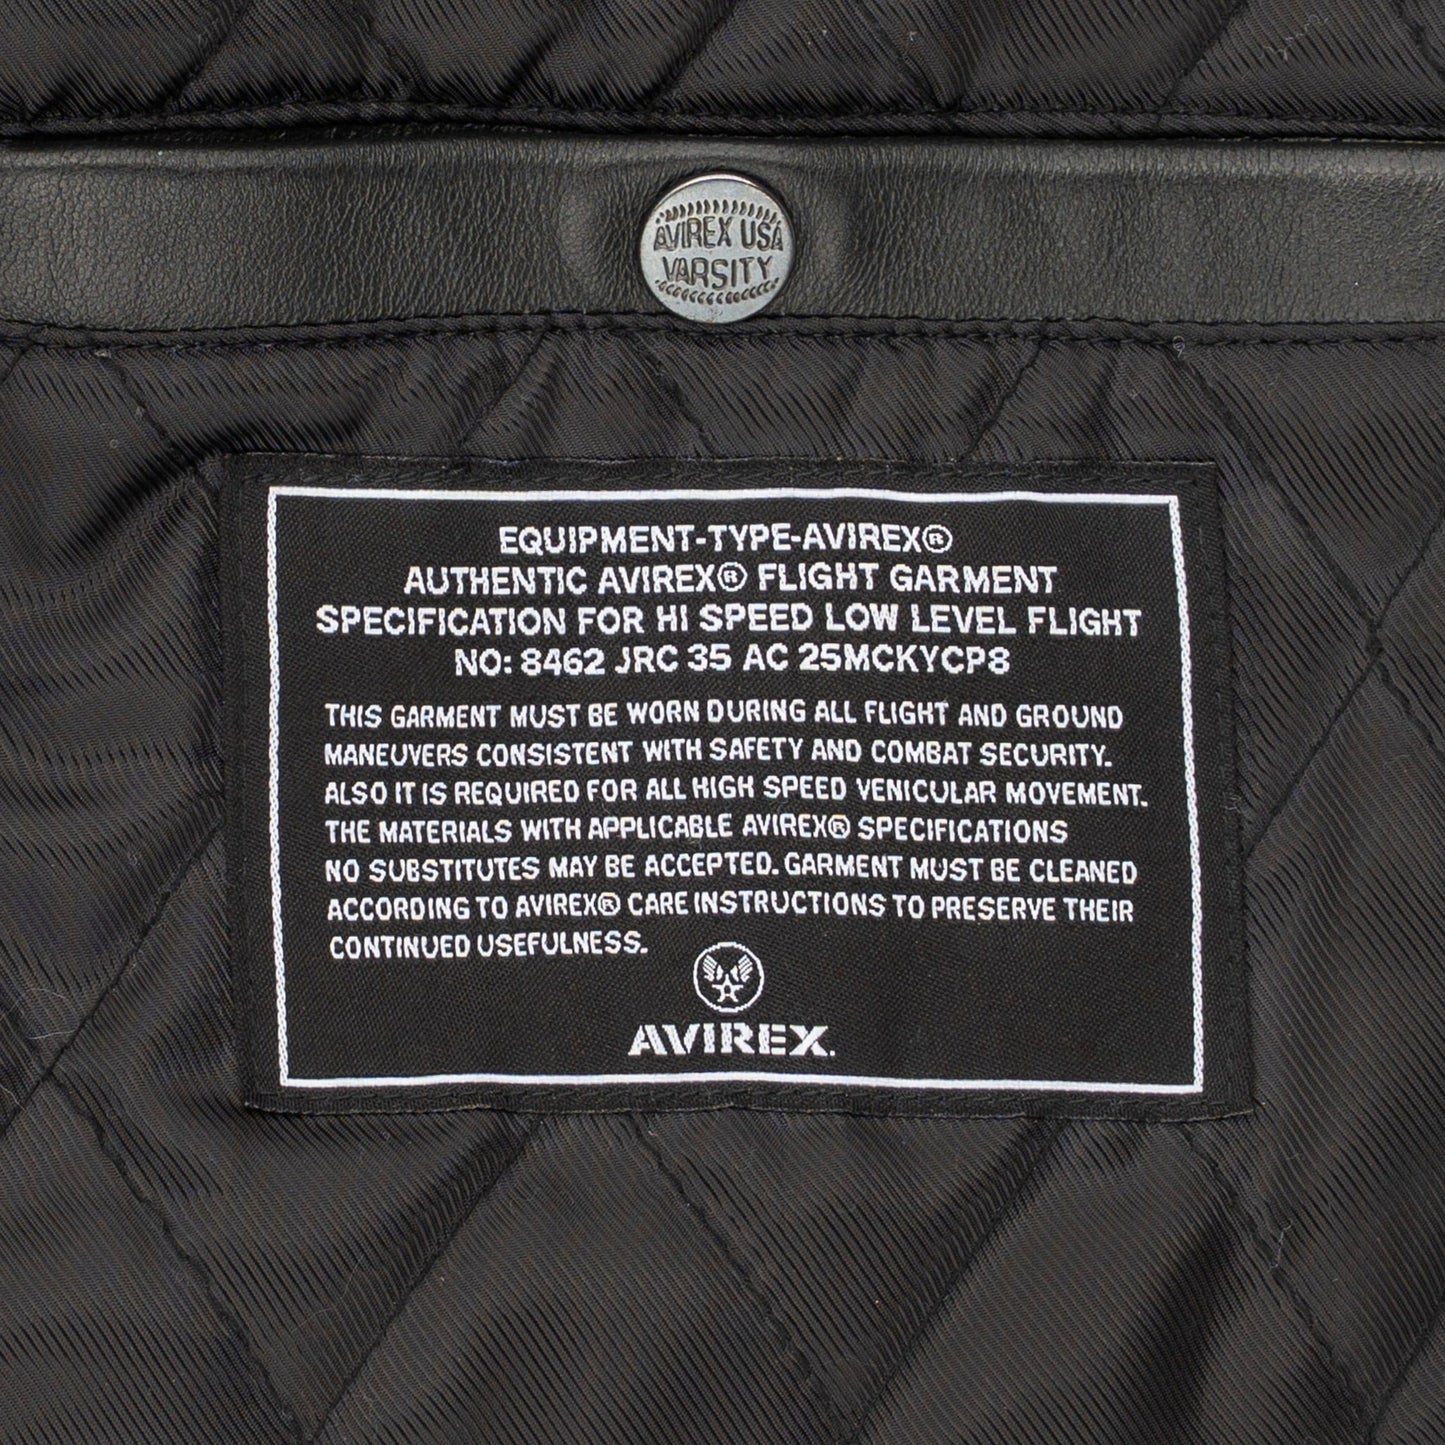 AVIREX USA
VARSITY
EQUIPMENT-TYPE-AVIREX®
AUTHENTIC AVIREX® FLIGHT GARMENT
SPECIFICATION FOR HI SPEED LOW LEVEL FLIGHT
NO: 8462 JRC 35 AC 25MCKYCP8
THIS GARMENT MUST BE WORN DURING ALL FLIGHT AND GROUND
MANEUVERS CONSISTENT WITH SAFETY AND COMBAT SECURITY.
ALSO IT IS REQUIRED FOR ALL HIGH SPEED VENICULAR MOVEMENT.
THE MATERIALS WITH APPLICABLE AVIREX® SPECIFICATIONS
NO SUBSTITUTES MAY BE ACCEPTED. GARMENT MUST BE CLEANED
ACCORDING TO AVIREX® CARE INSTRUCTIONS TO PRESERVE THEIR
CONTINUED USEFULNESS.
AVIREX.